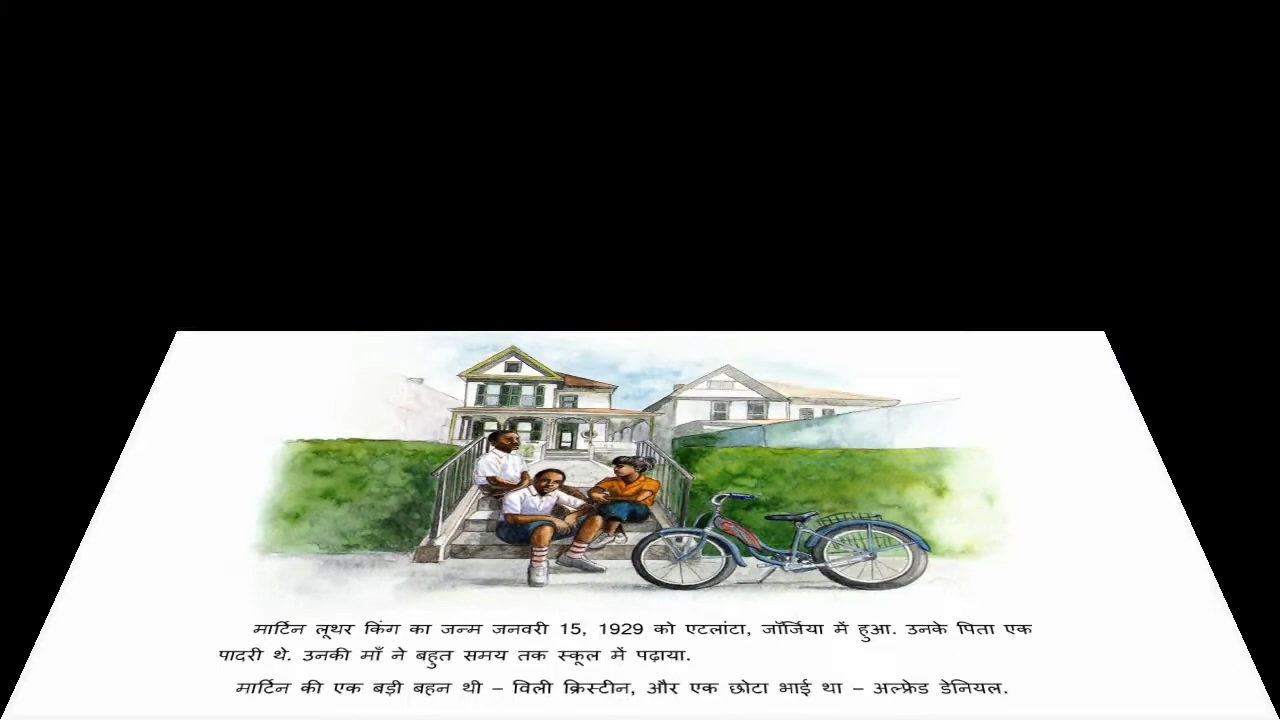 मार्टिन लूथर किंग का जन्म जनवरी 15, 1929 को एटलांटा, जॉर्जिया में हुआ. उनके पिता एक
पादरी थे. उनकी माँ ने बहुत समय तक स्कूल में पढ़ाया.
मार्टिन की एक बड़ी बहन थी – विली क्रिस्टीन, और एक छोटा भाई था – अल्फ्रेड डेनियल.